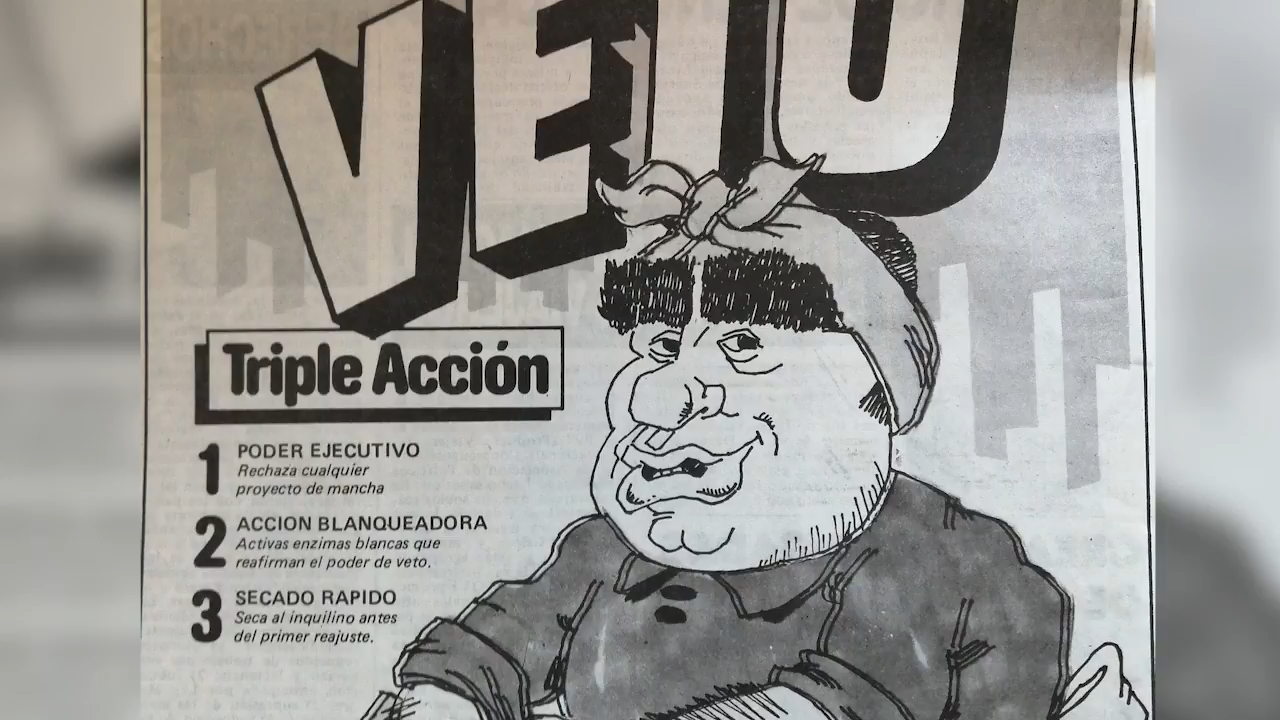 VETO
Triple Acción
1 PODER EJECUTIVO
Rechaza cualquier
proyecto de mancha
2 ACCION BLANQUEADORA
Activas enzimas blancas que
reafirman el poder de veto.
3 SECADO RAPIDO
Seca al inquilino antes
del primer reajuste.